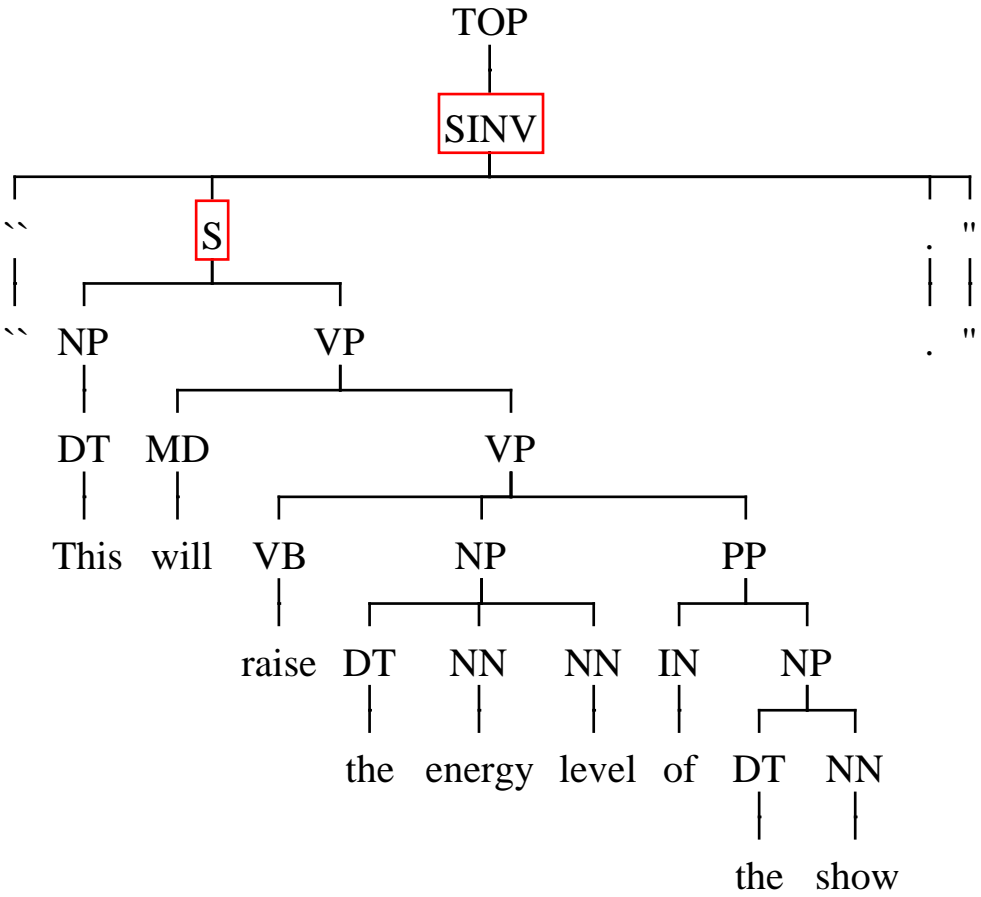 TOP
SINV
`` S . "
`` NP VP . "
DT MD VP
This will VB NP PP
raise DT NN NN IN NP
the energy level of DT NN
the show